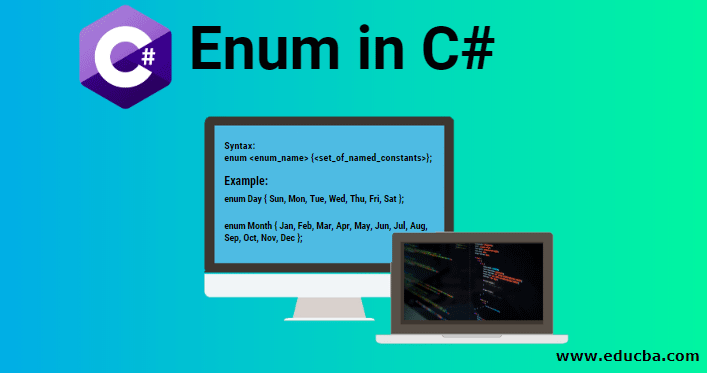 C#
Enum in C#
Syntax:
enum <enum_name> {<set_of_named_constants>};
Example:
enum Day { Sun, Mon, Tue, Wed, Thu, Fri, Sat };
enum Month { Jan, Feb, Mar, Apr, May, Jun, Jul, Aug,
Sep, Oct, Nov, Dec };
www.educba.com